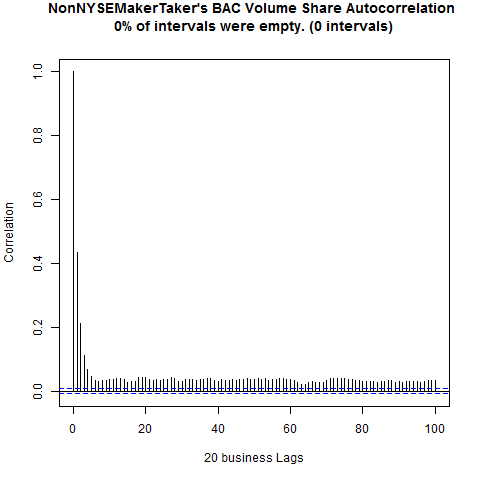 NonNYSEMakerTaker's BAC Volume Share Autocorrelation
0% of intervals were empty. (0 intervals)
Correlation
1.0
0.8
0.6
0.4
0.2
0.0
0 20 40 60 80 100
20 business Lags